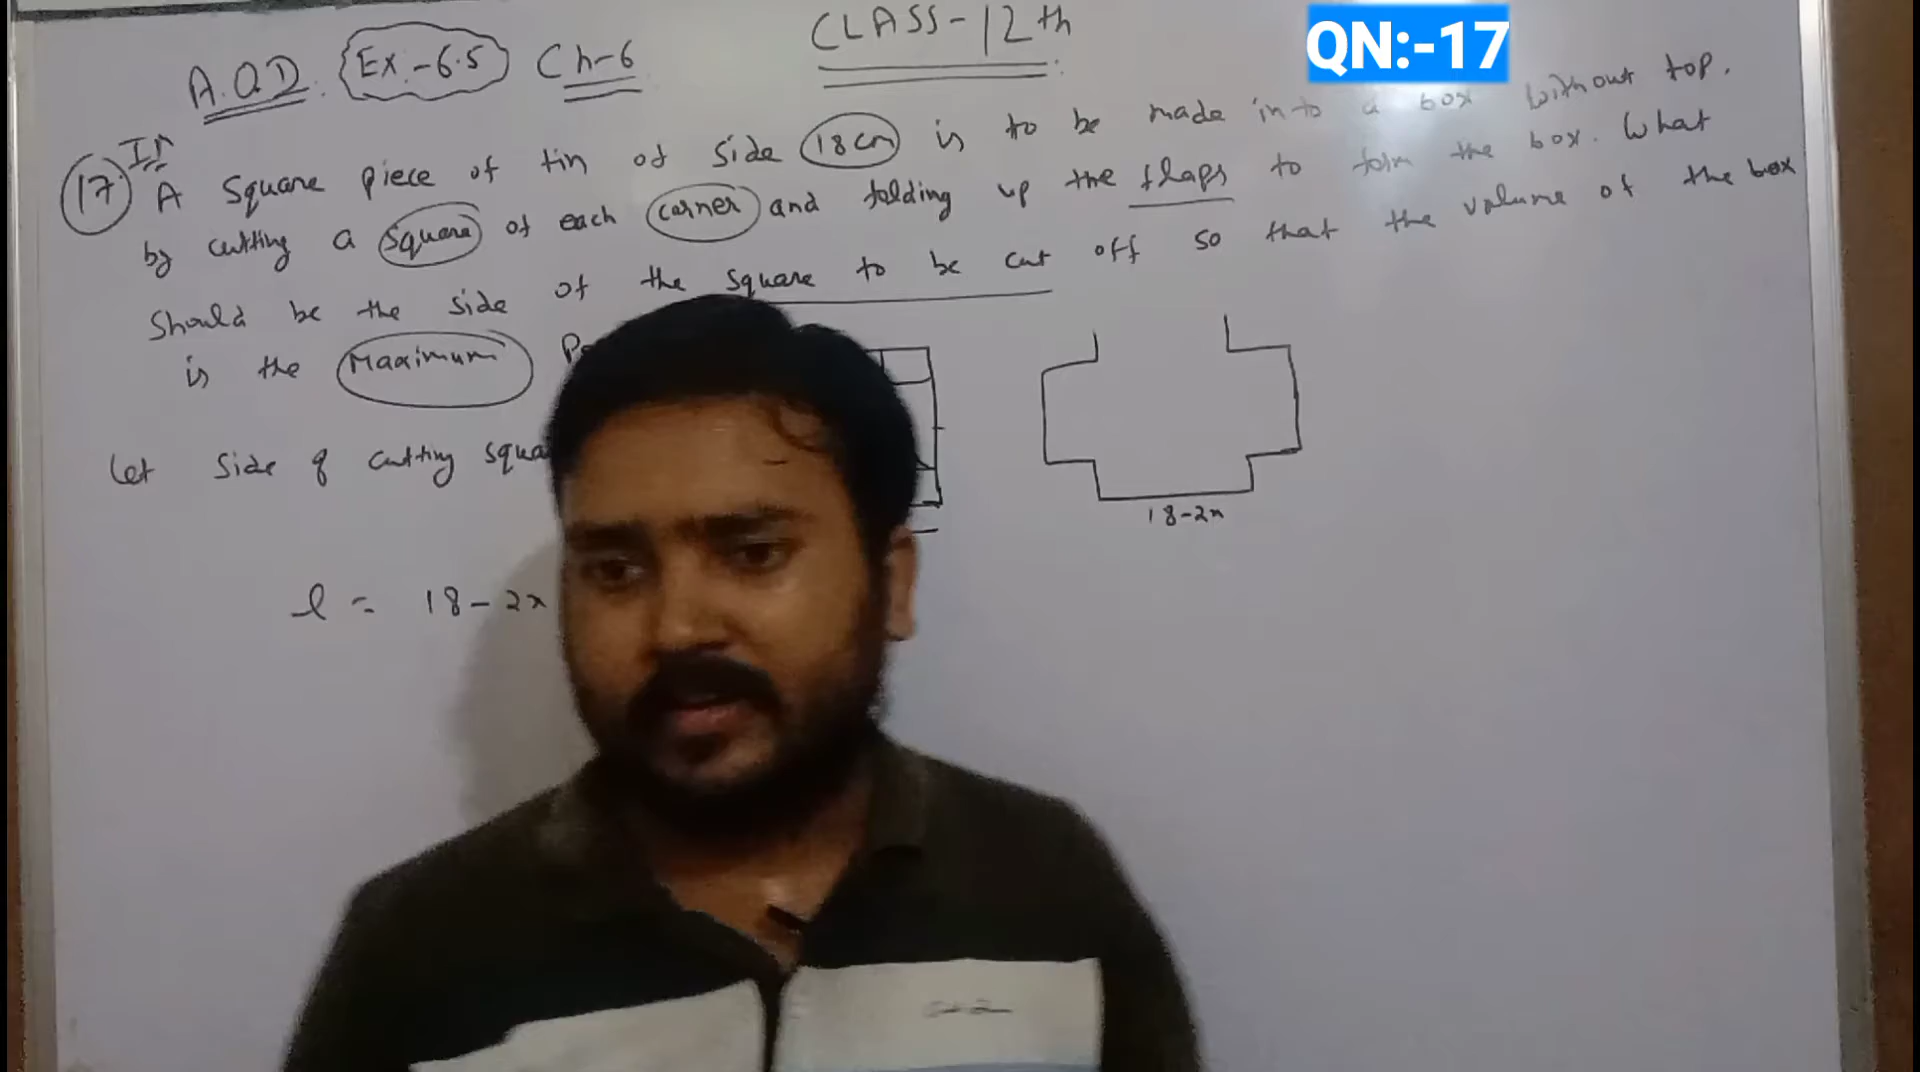 CLASS-12th
QN:-17
A.O.D. Ex.-6.5 Ch-6
17 A square piece of tin of side 18cm is to be made into a box without top.
by cutting a square of each corner and folding up the flaps to form the box. What
should be the side of the square to be cut off so that the volume of the box
is the Maximum
Let side of cutting
18-2x
l = 18-2x